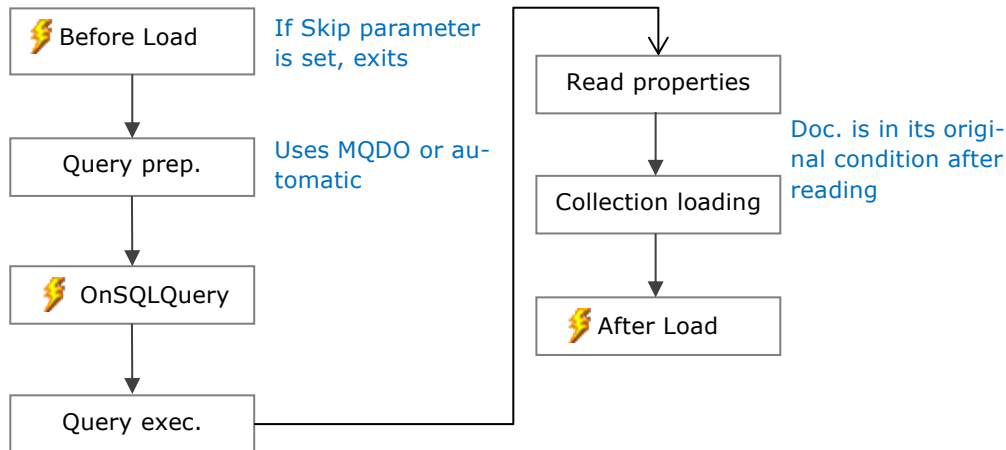 Before Load
If Skip parameter
is set, exits
Query prep.
Uses MQDO or au-
tomatic
OnSQLQuery
Query exec.
Read properties
Doc. is in its origi-
nal condition after
reading
Collection loading
After Load